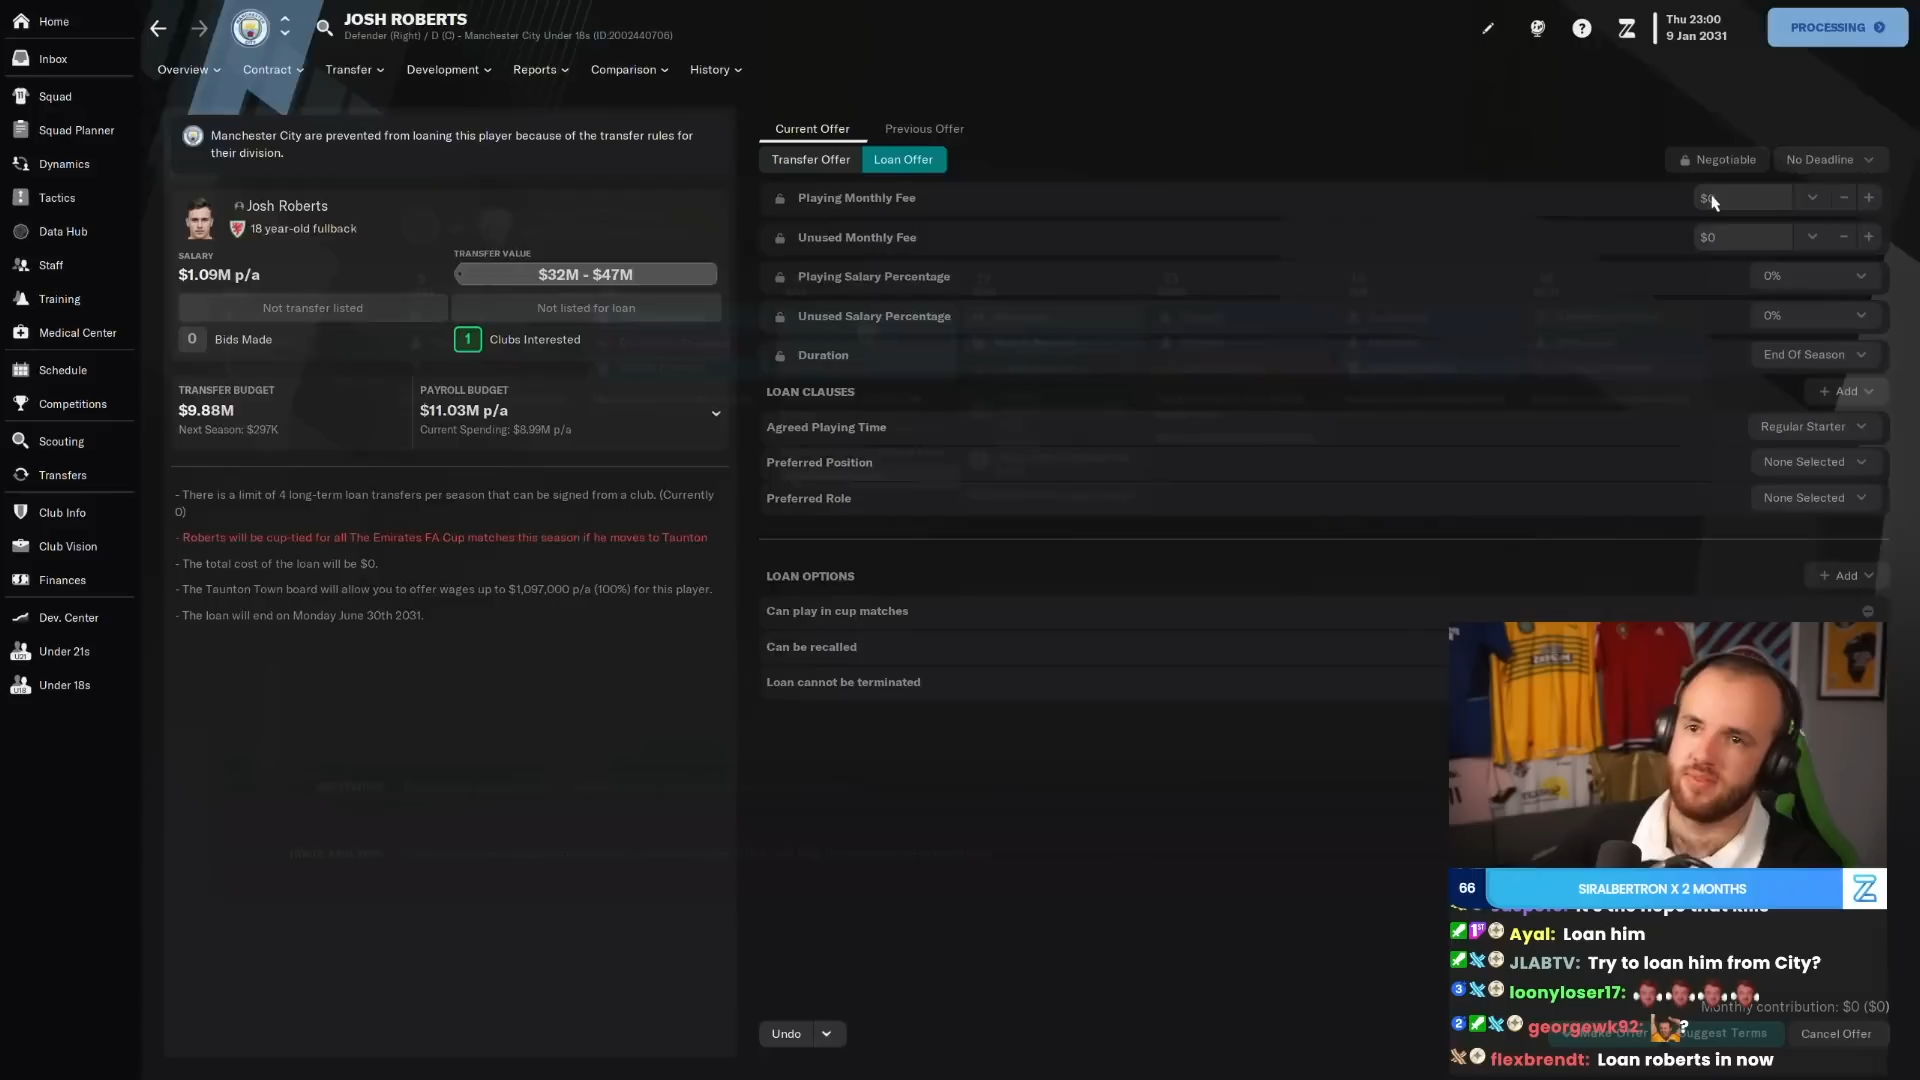 Home
JOSH ROBERTS
Defender (Right) / D (C) - Manchester City Under 18s (ID:2002440706)
Thu 23:00
9 Jan 2031
PROCESSING
Inbox
Overview
Contract
Transfer
Development
Reports
Comparison
History
Squad
Squad Planner
Dynamics
Tactics
Data Hub
Staff
Training
Medical Center
Schedule
Competitions
Scouting
Transfers
Club Info
Club Vision
Finances
Dev. Center
Under 21s
Under 18s
Manchester City are prevented from loaning this player because of the transfer rules for
their division.
Josh Roberts
18 year-old fullback
SALARY
$1.09M p/a
TRANSFER VALUE
$32M - $47M
Not transfer listed
Not listed for loan
0 Bids Made
1 Clubs Interested
TRANSFER BUDGET
$9.88M
Next Season: $297K
PAYROLL BUDGET
$11.03M p/a
Current Spending: $8.99M p/a
- There is a limit of 4 long-term loan transfers per season that can be signed from a club. (Currently
0)
- Roberts will be cup-tied for all The Emirates FA Cup matches this season if he moves to Taunton
- The total cost of the loan will be $0.
- The Taunton Town board will allow you to offer wages up to $1,097,000 p/a (100%) for this player.
- The loan will end on Monday June 30th 2031.
Current Offer
Previous Offer
Transfer Offer
Loan Offer
Negotiable
No Deadline
Playing Monthly Fee
Unused Monthly Fee $0
Playing Salary Percentage 0%
Unused Salary Percentage 0%
Duration End Of Season
LOAN CLAUSES + Add
Agreed Playing Time Regular Starter
Preferred Position None Selected
Preferred Role None Selected
LOAN OPTIONS + Add
Can play in cup matches
Can be recalled
Loan cannot be terminated
66 SIRALBERTRON X 2 MONTHS
Ayal: Loan him
JLABTV: Try to loan him from City?
loonyloser17:
Monthly contribution: $0 ($0)
georgewk92: ?
Suggest Terms
Cancel Offer
Undo
flexbrendt: Loan roberts in now